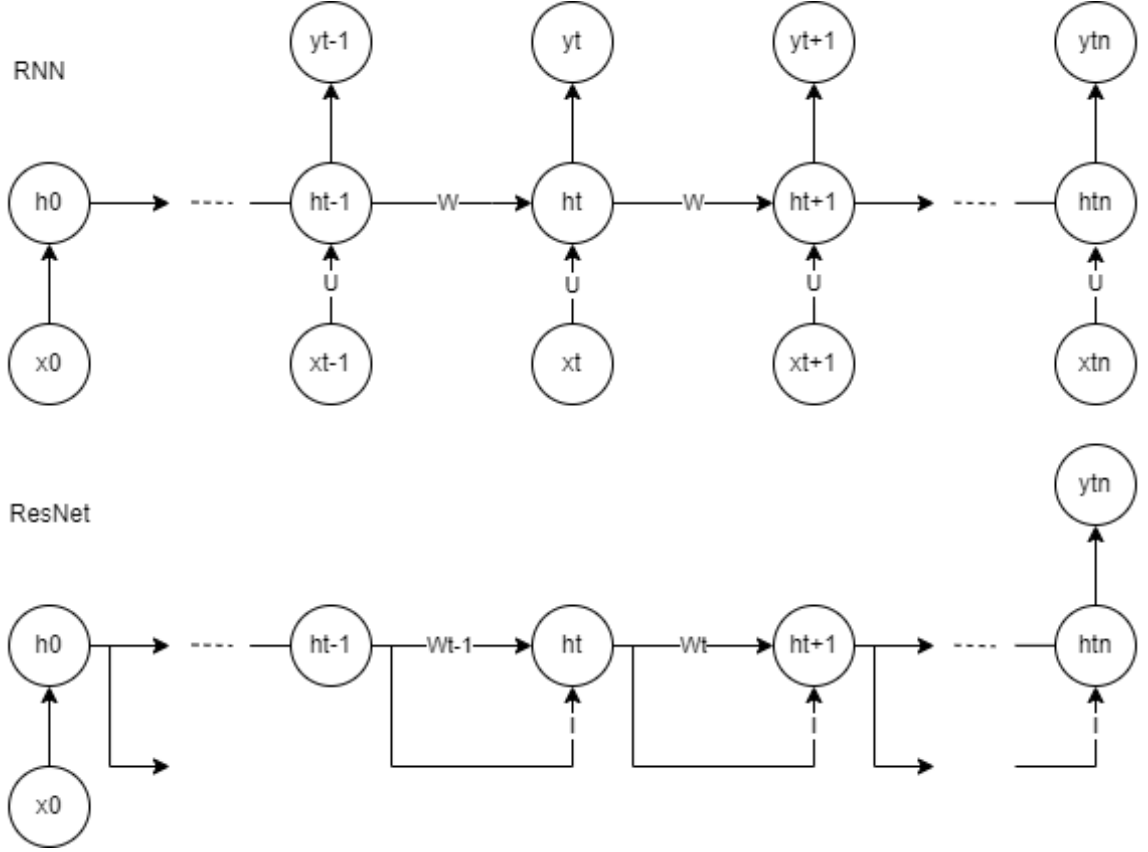 yt-1 yt yt+1 ytn
RNN
h0 ht-1 W ht W ht+1 htn
U U U U
x0 xt-1 xt xt+1 xtn
ytn
ResNet
h0 ht-1 Wt-1 ht Wt ht+1 htn
I I I
x0